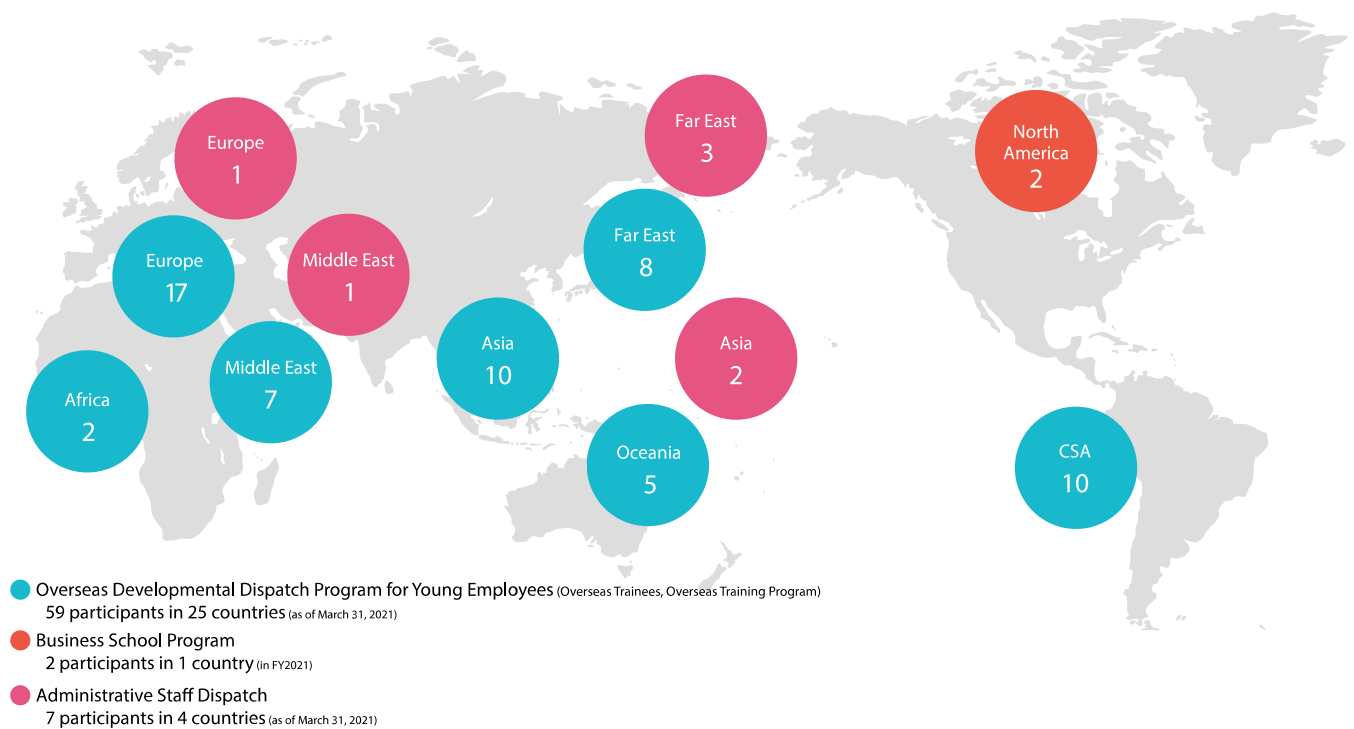 Europe
1
Far East
3
North
America
2
Europe
17
Middle East
1
Far East
8
Africa
2
Middle East
7
Asia
10
Asia
2
Oceania
5
CSA
10
Overseas Developmental Dispatch Program for Young Employees (Overseas Trainees, Overseas Training Program)
59 participants in 25 countries (as of March 31, 2021)
Business School Program
2 participants in 1 country (in FY2021)
Administrative Staff Dispatch
7 participants in 4 countries (as of March 31, 2021)